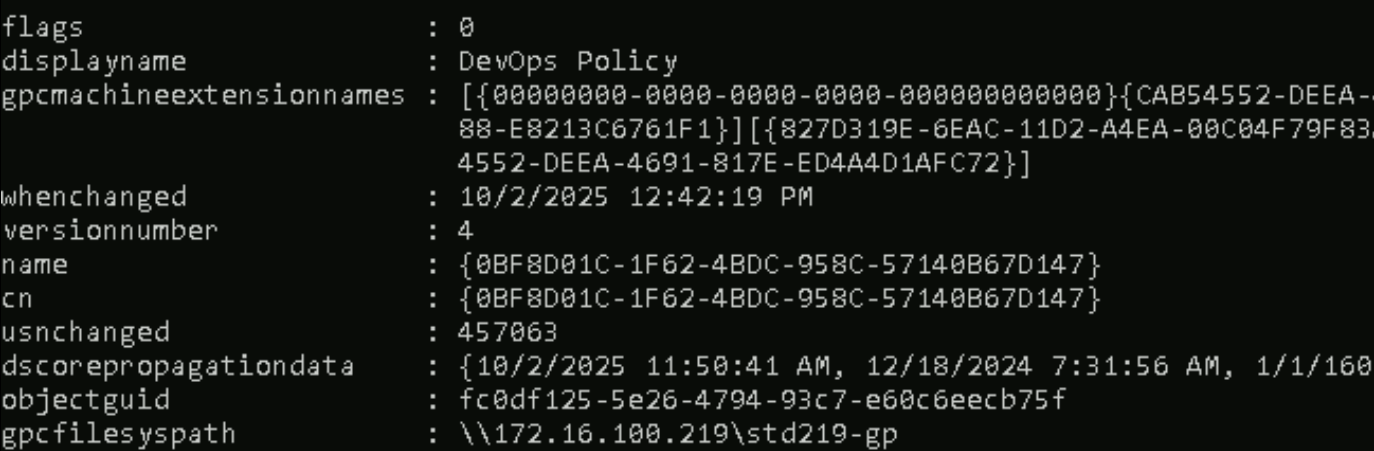 flags : 0
displayname : DevOps Policy
gpcmachineextensionnames : [{00000000-0000-0000-0000-000000000000}{CAB54552-DEEA-
88-E8213C6761F1}][{827D319E-6EAC-11D2-A4EA-00C04F79F83
4552-DEEA-4691-817E-ED4A4D1AFC72}]
whenchanged : 10/2/2025 12:42:19 PM
versionnumber : 4
name : {0BF8D01C-1F62-4BDC-958C-57140B67D147}
cn : {0BF8D01C-1F62-4BDC-958C-57140B67D147}
usnchanged : 457063
dscorepropagationdata : {10/2/2025 11:50:41 AM, 12/18/2024 7:31:56 AM, 1/1/160
objectguid : fc0df125-5e26-4794-93c7-e60c6eecb75f
gpcfilesyspath : \\172.16.100.219\std219-gp